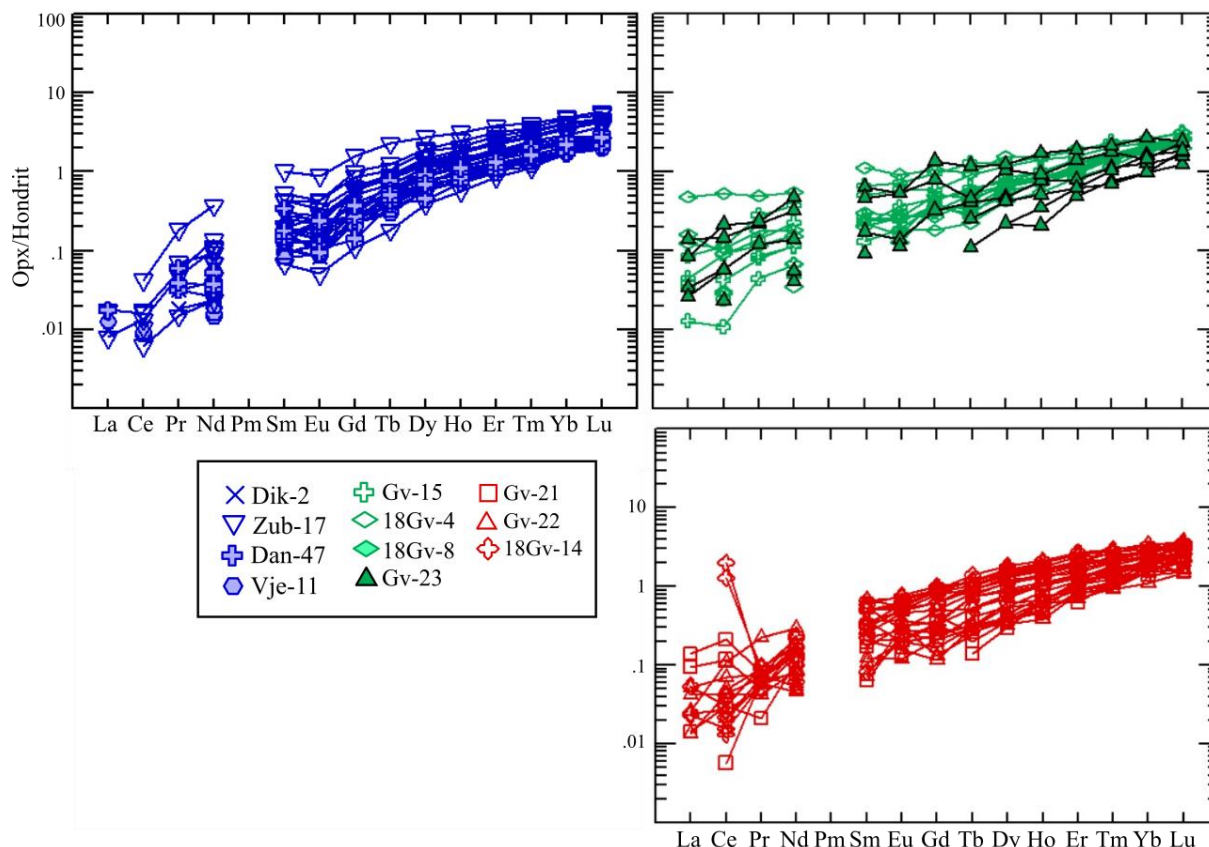 100
10
1
.1
.01
Opx/Hondrit
La Ce Pr Nd Pm Sm Eu Gd Tb Dy Ho Er Tm Yb Lu
Dik-2
Zub-17
Dan-47
Vje-11
Gv-15
18Gv-4
18Gv-8
Gv-23
Gv-21
Gv-22
18Gv-14
10
1
.1
.01
La Ce Pr Nd Pm Sm Eu Gd Tb Dy Ho Er Tm Yb Lu